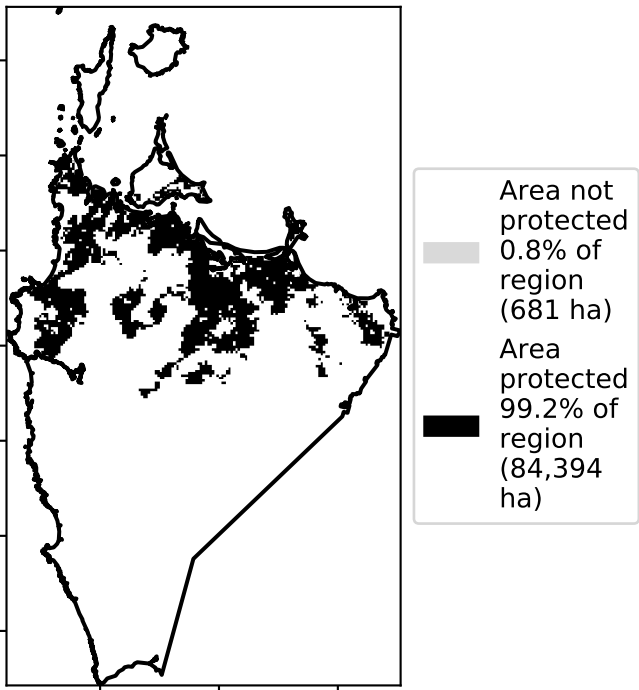 Area not
protected
0.8% of
region
(681 ha)
Area
protected
99.2% of
region
(84,394
ha)